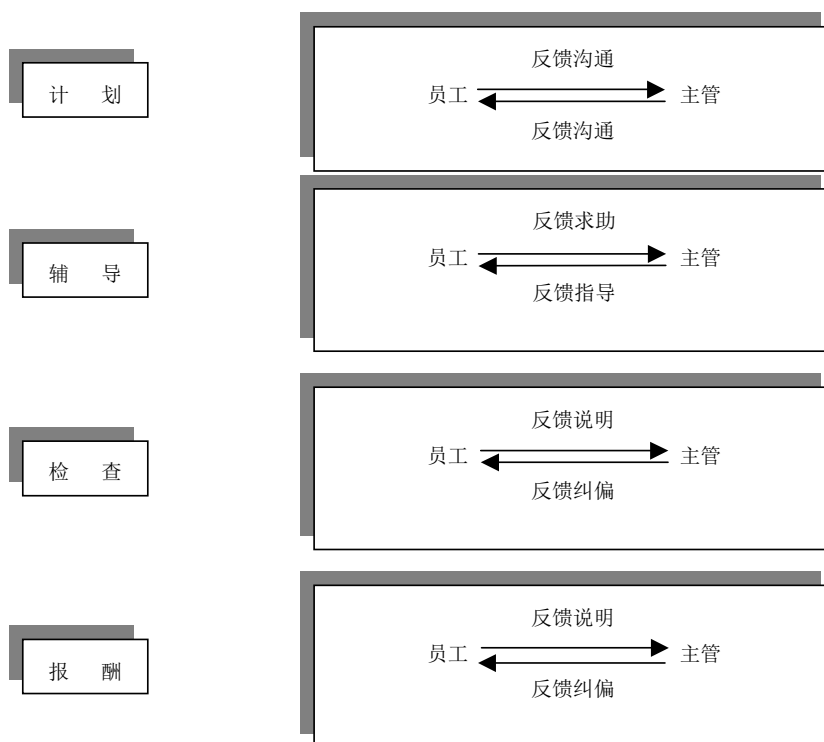 反馈沟通
计 划
员工 主管
反馈沟通
反馈求助
辅 导
员工 主管
反馈指导
反馈说明
检 查
员工 主管
反馈纠偏
反馈说明
报 酬
员工 主管
反馈纠偏